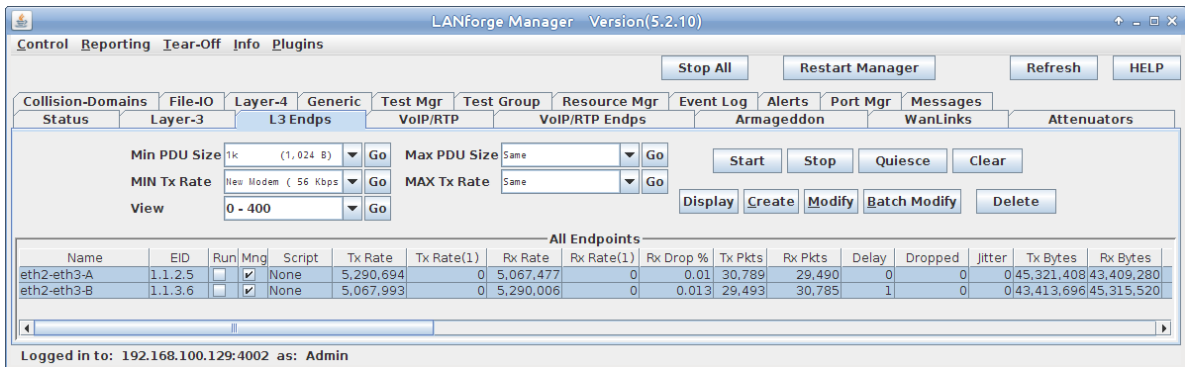 LANforge Manager Version(5.2.10)
Control Reporting Tear-Off Info Plugins
Stop All Restart Manager Refresh HELP
Collision-Domains File-IO Layer-4 Generic Test Mgr Test Group Resource Mgr Event Log Alerts Port Mgr Messages
Status Layer-3 L3 Endps VoIP/RTP VoIP/RTP Endps Armageddon WanLinks Attenuators
Min PDU Size 1k (1,024 B) Go Max PDU Size Same Go Start Stop Quiesce Clear
MIN Tx Rate New Modem ( 56 Kbps Go MAX Tx Rate Same Go
View 0 - 400 Go Display Create Modify Batch Modify Delete
All Endpoints
Name EID Run Mng Script Tx Rate Tx Rate(1) Rx Rate Rx Rate(1) Rx Drop % Tx Pkts Rx Pkts Delay Dropped Jitter Tx Bytes Rx Bytes
eth2-eth3-A 1.1.2.5 None 5,290,694 0 5,067,477 0 0.01 30,789 29,490 0 0 0 45,321,408 43,409,280
eth2-eth3-B 1.1.3.6 None 5,067,993 0 5,290,006 0 0.013 29,493 30,785 1 0 0 43,413,696 45,315,520
Logged in to: 192.168.100.129:4002 as: Admin